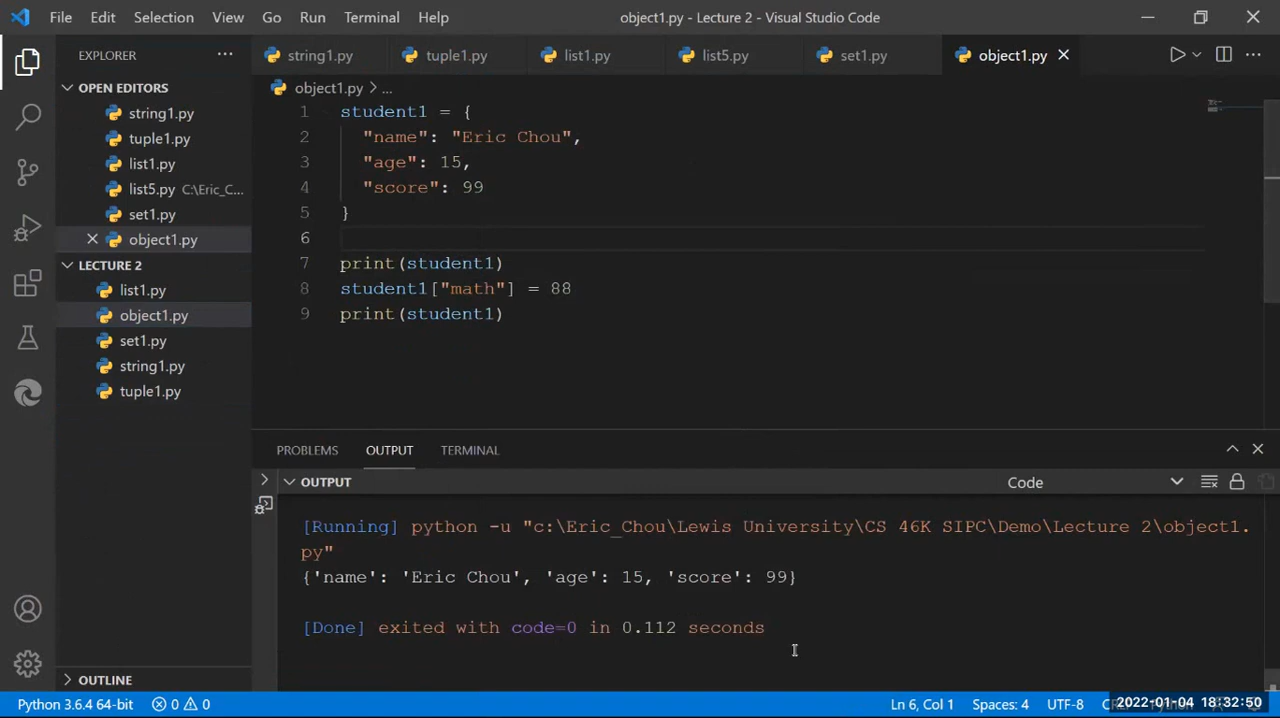 File Edit Selection View Go Run Terminal Help object1.py - Lecture 2 - Visual Studio Code
EXPLORER
string1.py tuple1.py list1.py list5.py set1.py object1.py
OPEN EDITORS
string1.py
tuple1.py
list1.py
list5.py C:\Eric_C...
set1.py
object1.py
LECTURE 2
list1.py
object1.py
set1.py
string1.py
tuple1.py
OUTLINE
object1.py > ...
1 student1 = {
2 "name": "Eric Chou",
3 "age": 15,
4 "score": 99
5 }
6
7 print(student1)
8 student1["math"] = 88
9 print(student1)
PROBLEMS OUTPUT TERMINAL
OUTPUT Code
[Running] python -u "c:\Eric_Chou\Lewis University\CS 46K SIPC\Demo\Lecture 2\object1.
py"
{'name': 'Eric Chou', 'age': 15, 'score': 99}
[Done] exited with code=0 in 0.112 seconds
Python 3.6.4 64-bit 0 0 Ln 6, Col 1 Spaces: 4 UTF-8 2022-01-04 18:32:50